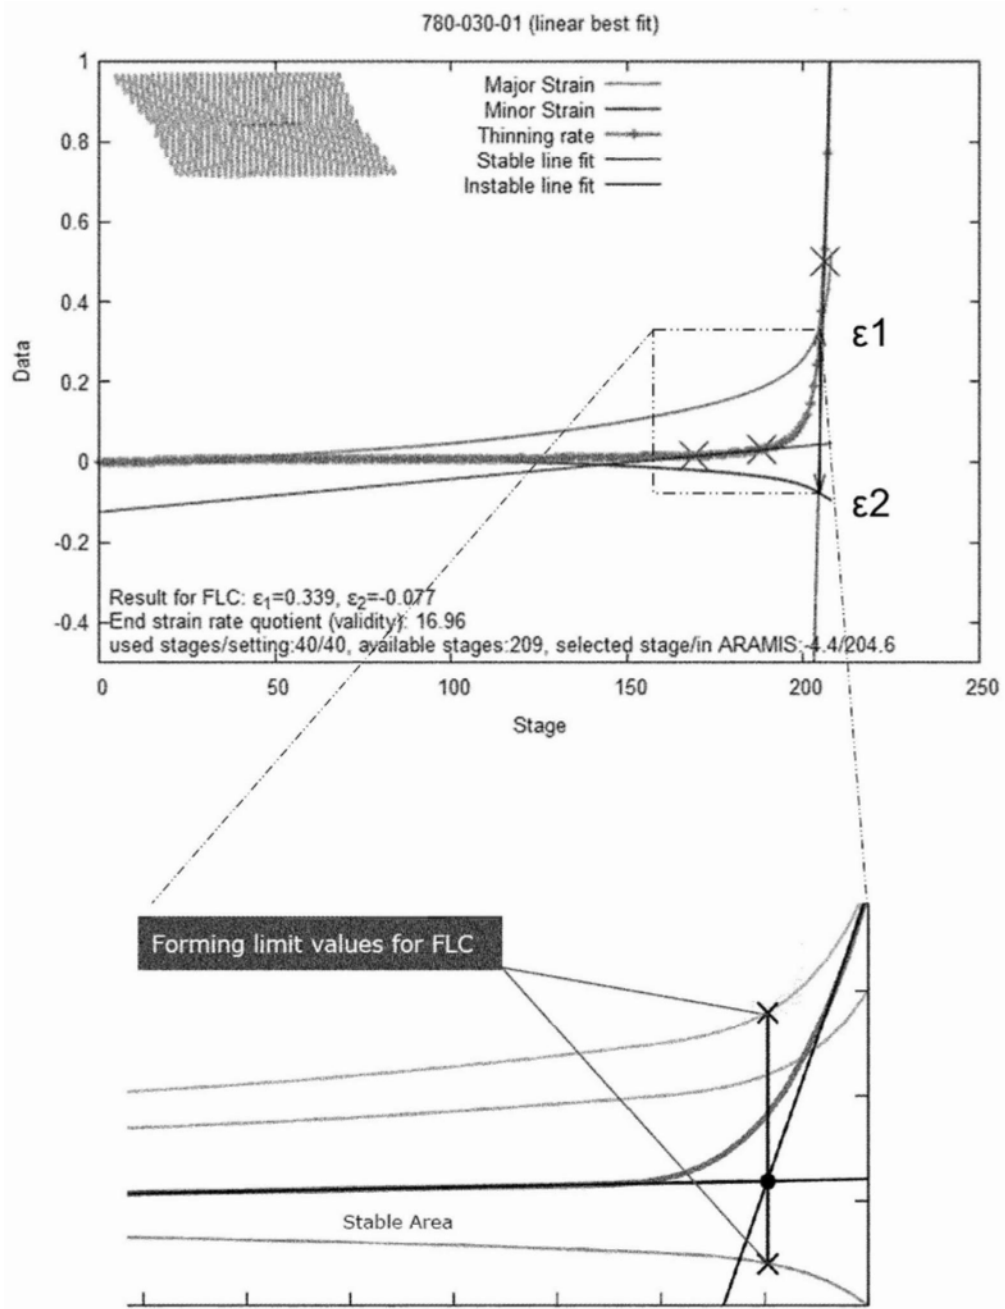 780-030-01 (linear best fit)
1
0.8
0.6
0.4
0.2
0
-0.2
-0.4
Data
Major Strain
Minor Strain
Thinning rate
Stable line fit
Instable line fit
ε1
ε2
Result for FLC: ε₁=0.339, ε₂=-0.077
End strain rate quotient (validity): 16.96
used stages/setting:40/40, available stages:209, selected stage/in ARAMIS:-4.4/204.6
0 50 100 150 200 250
Stage
Forming limit values for FLC
Stable Area